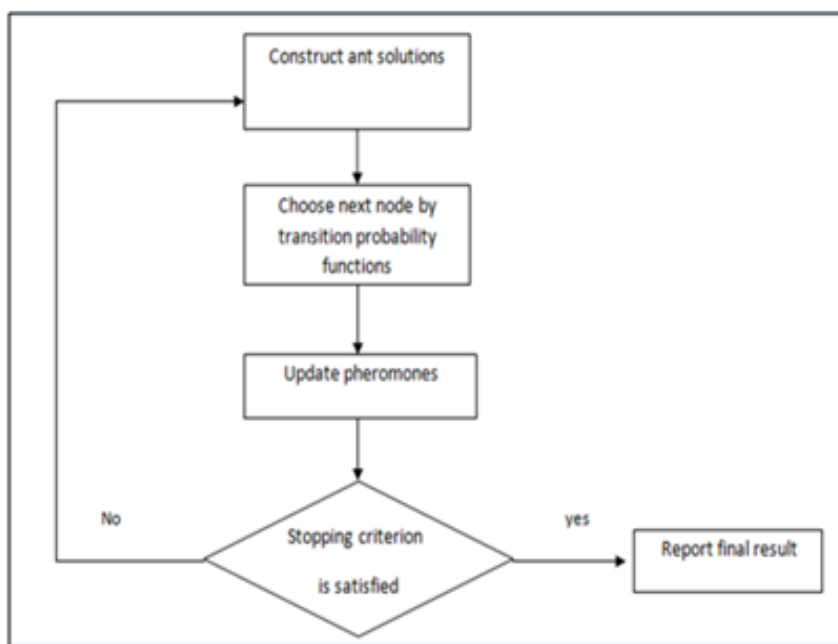 Construct ant solutions
Choose next node by
transition probability
functions
Update pheromones
Stopping criterion
is satisfied
No
yes
Report final result